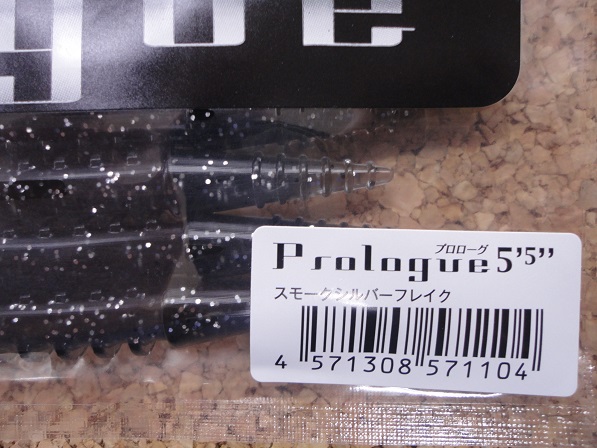 gue
プロローグ
Prologue 5'5"
スモークシルバーフレイク
4 571308 571104